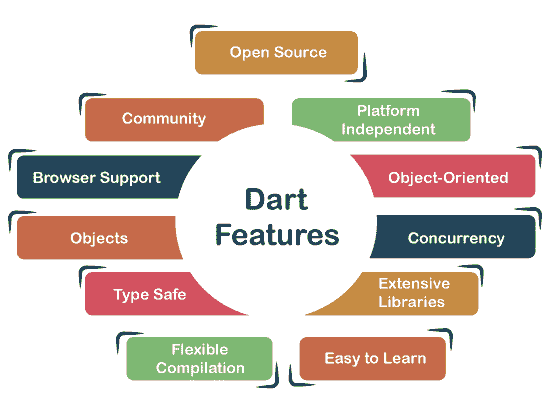 Open Source
Community
Platform
Independent
Browser Support
Object-Oriented
Dart
Features
Objects
Concurrency
Type Safe
Extensive
Libraries
Flexible
Compilation
Easy to Learn